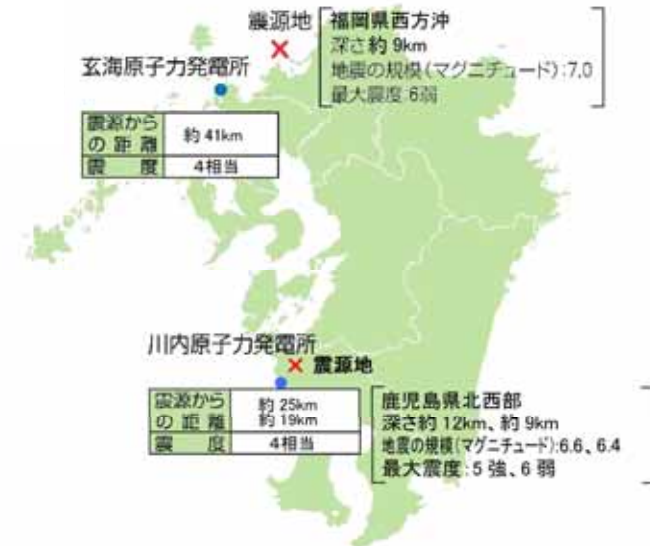 震源地
福岡県西方沖
深さ約 9km
地震の規模(マグニチュード):7.0
最大震度:6弱
玄海原子力発電所
震源からの距離 約 41km
震度 4相当
川内原子力発電所
震源地
震源からの距離 約 25km 約 19km
震度 4相当
鹿児島県北西部
深さ約 12km、約 9km
地震の規模(マグニチュード):6.6、6.4
最大震度:5 強、6 弱